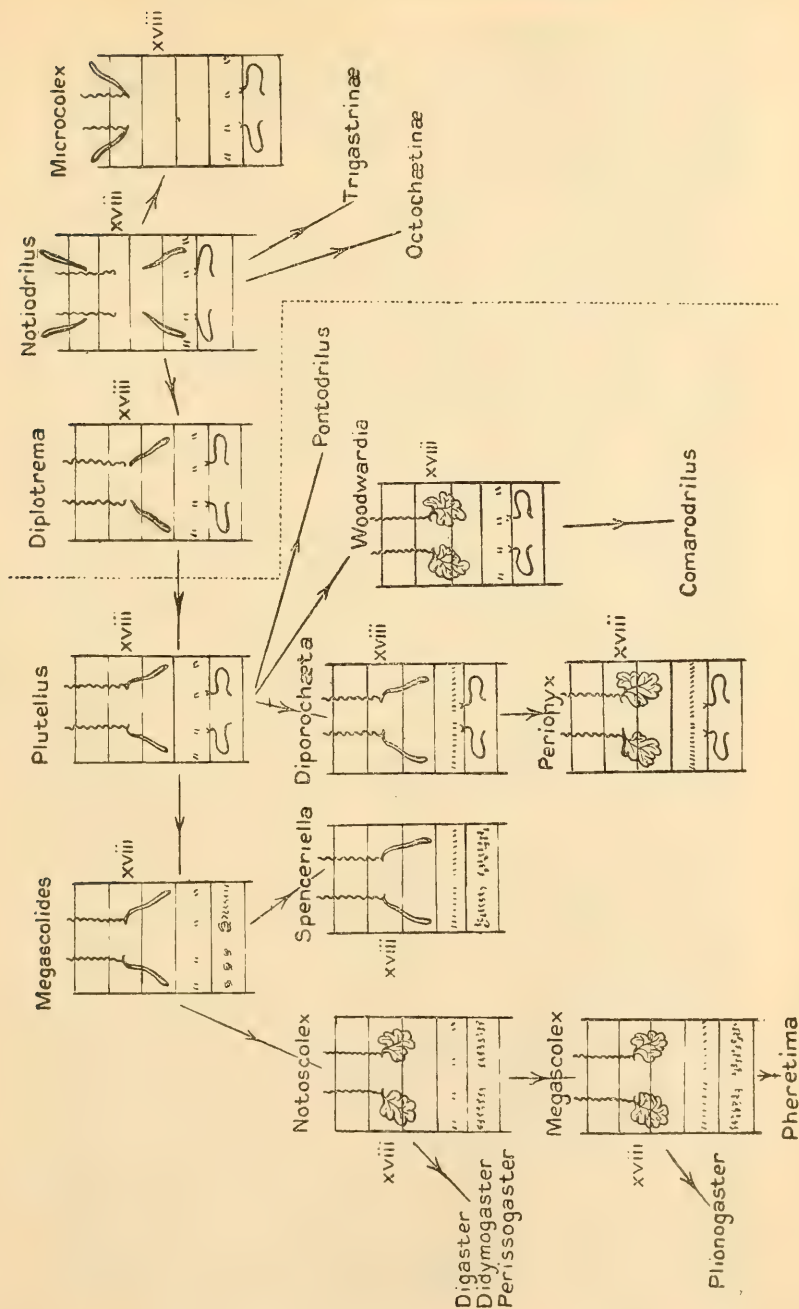 Microcolex
xviii
Notiodrilus
xviii
Trigastrinæ
Octochætinæ
Diplotrema
xviii
Pontodrilus
Plutellus
xviii
Woodwardia
xviii
Comarodrilus
Diporochæta
xviii
Perionyx
xviii
Megascolides
xviii
Spenceriella
xviii
Notoscolex
xviii
Digaster
Didymogaster
Perissogaster
Megascolex
xviii
Plionogaster
Pheretima